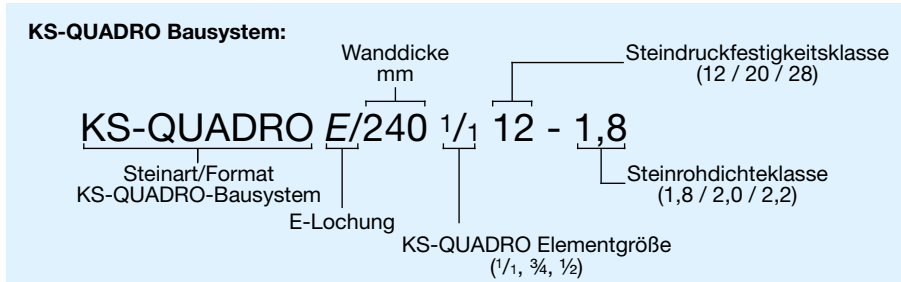 KS-QUADRO Bausystem:
Wanddicke
mm
Steindruckfestigkeitsklasse
(12 / 20 / 28)
KS-QUADRO E/240 ¹/₁ 12 - 1,8
Steinart/Format
KS-QUADRO-Bausystem
Steinrohdichteklasse
(1,8 / 2,0 / 2,2)
E-Lochung
KS-QUADRO Elementgröße
(¹/₁, ¾, ½)